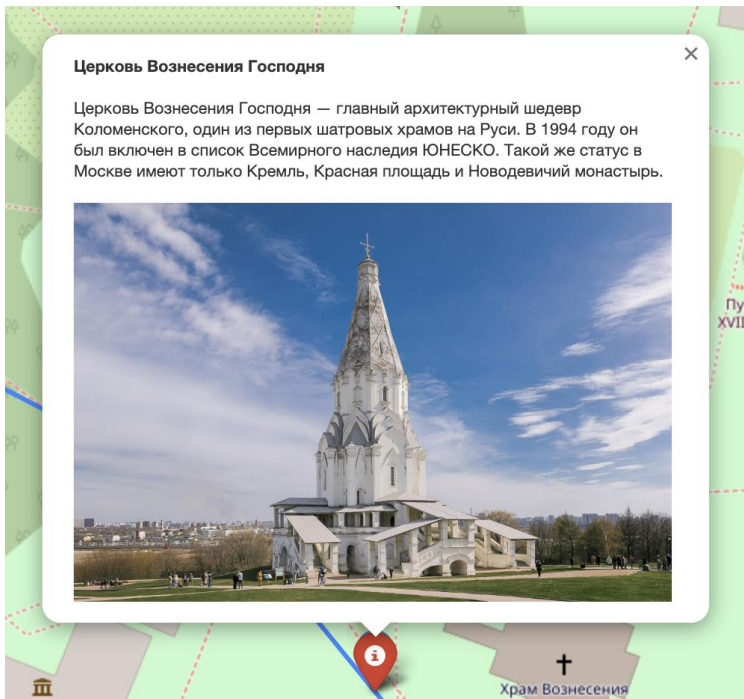 Церковь Вознесения Господня
Церковь Вознесения Господня — главный архитектурный шедевр
Коломенского, один из первых шатровых храмов на Руси. В 1994 году он
был включен в список Всемирного наследия ЮНЕСКО. Такой же статус в
Москве имеют только Кремль, Красная площадь и Новодевичий монастырь.
Пу
XVII
Храм Вознесения